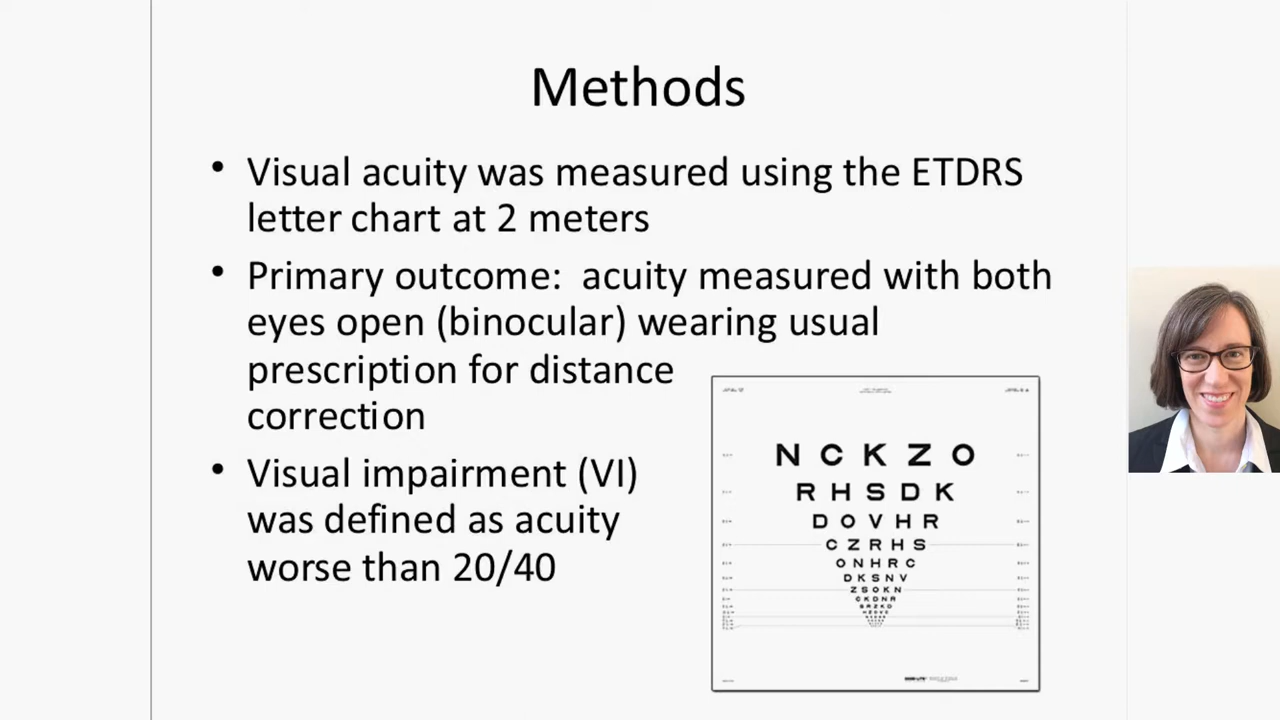 Methods
• Visual acuity was measured using the ETDRS
letter chart at 2 meters
• Primary outcome:  acuity measured with both
eyes open (binocular) wearing usual
prescription for distance
correction
• Visual impairment (VI)
was defined as acuity
worse than 20/40
N C K Z O
R H S D K
D O V H R
C Z R H S
O N H R C
D K S N V
Z S O K N
C K D N R
S R Z K D